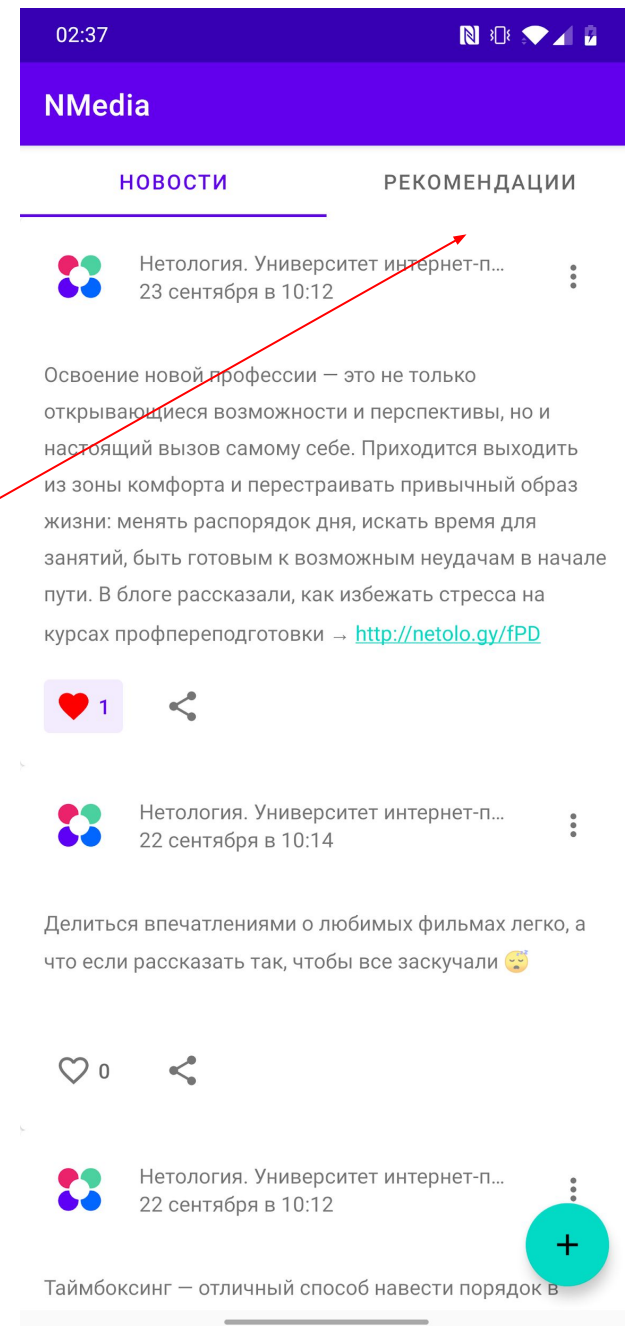 02:37
NMedia
НОВОСТИ
РЕКОМЕНДАЦИИ
Нетология. Университет интернет-п...
23 сентября в 10:12
Освоение новой профессии — это не только
открывающиеся возможности и перспективы, но и
настоящий вызов самому себе. Приходится выходить
из зоны комфорта и перестраивать привычный образ
жизни: менять распорядок дня, искать время для
занятий, быть готовым к возможным неудачам в начале
пути. В блоге рассказали, как избежать стресса на
курсах профпереподготовки → http://netolo.gy/fPD
1
Нетология. Университет интернет-п...
22 сентября в 10:14
Делиться впечатлениями о любимых фильмах легко, а
что если рассказать так, чтобы все заскучали 😴
0
Нетология. Университет интернет-п...
22 сентября в 10:12
Таймбоксинг — отличный способ навести порядок в